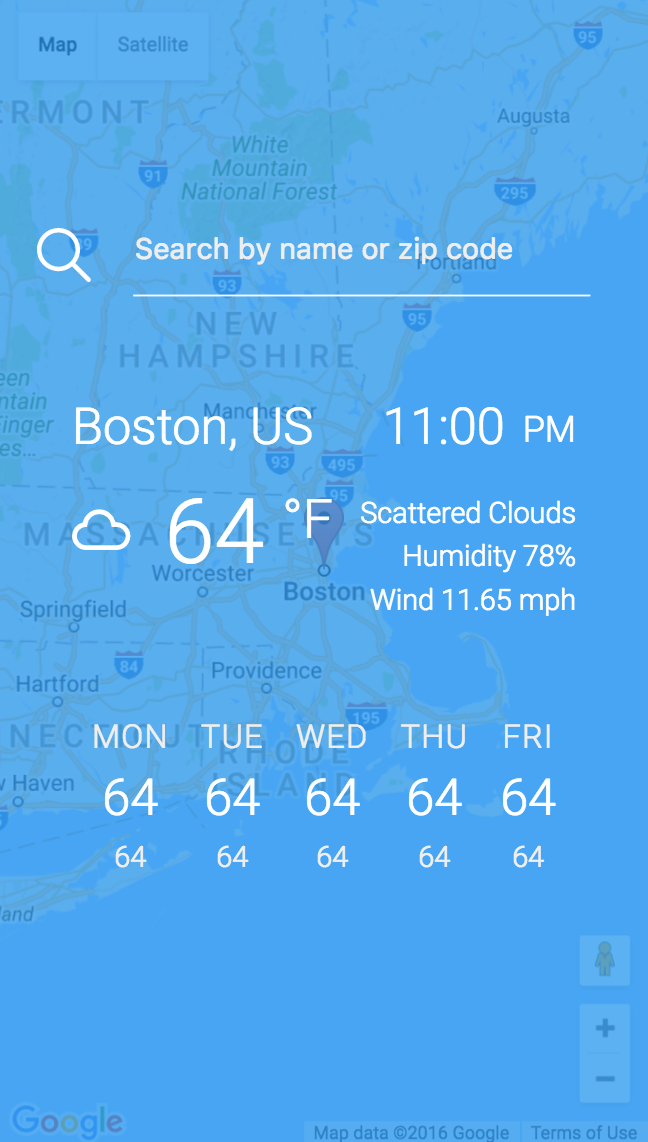 Map Satellite
95
ERMONT
Augusta
White
Mountain
National Forest
91
295
Search by name or zip code
Portland
93
95
NEW
HAMPSHIRE
Manchester
Boston, US 11:00 PM
93
495
95
64 °F
Scattered Clouds
MASSACHUSETTS
Humidity 78%
Worcester
Boston
Wind 11.65 mph
Springfield
84
Providence
Hartford
195
NECTICUT
MON TUE WED THU FRI
RHODE
ISLAND
w Haven
64 64 64 64 64
64 64 64 64 64
and
+
−
Google
Map data ©2016 Google Terms of Use